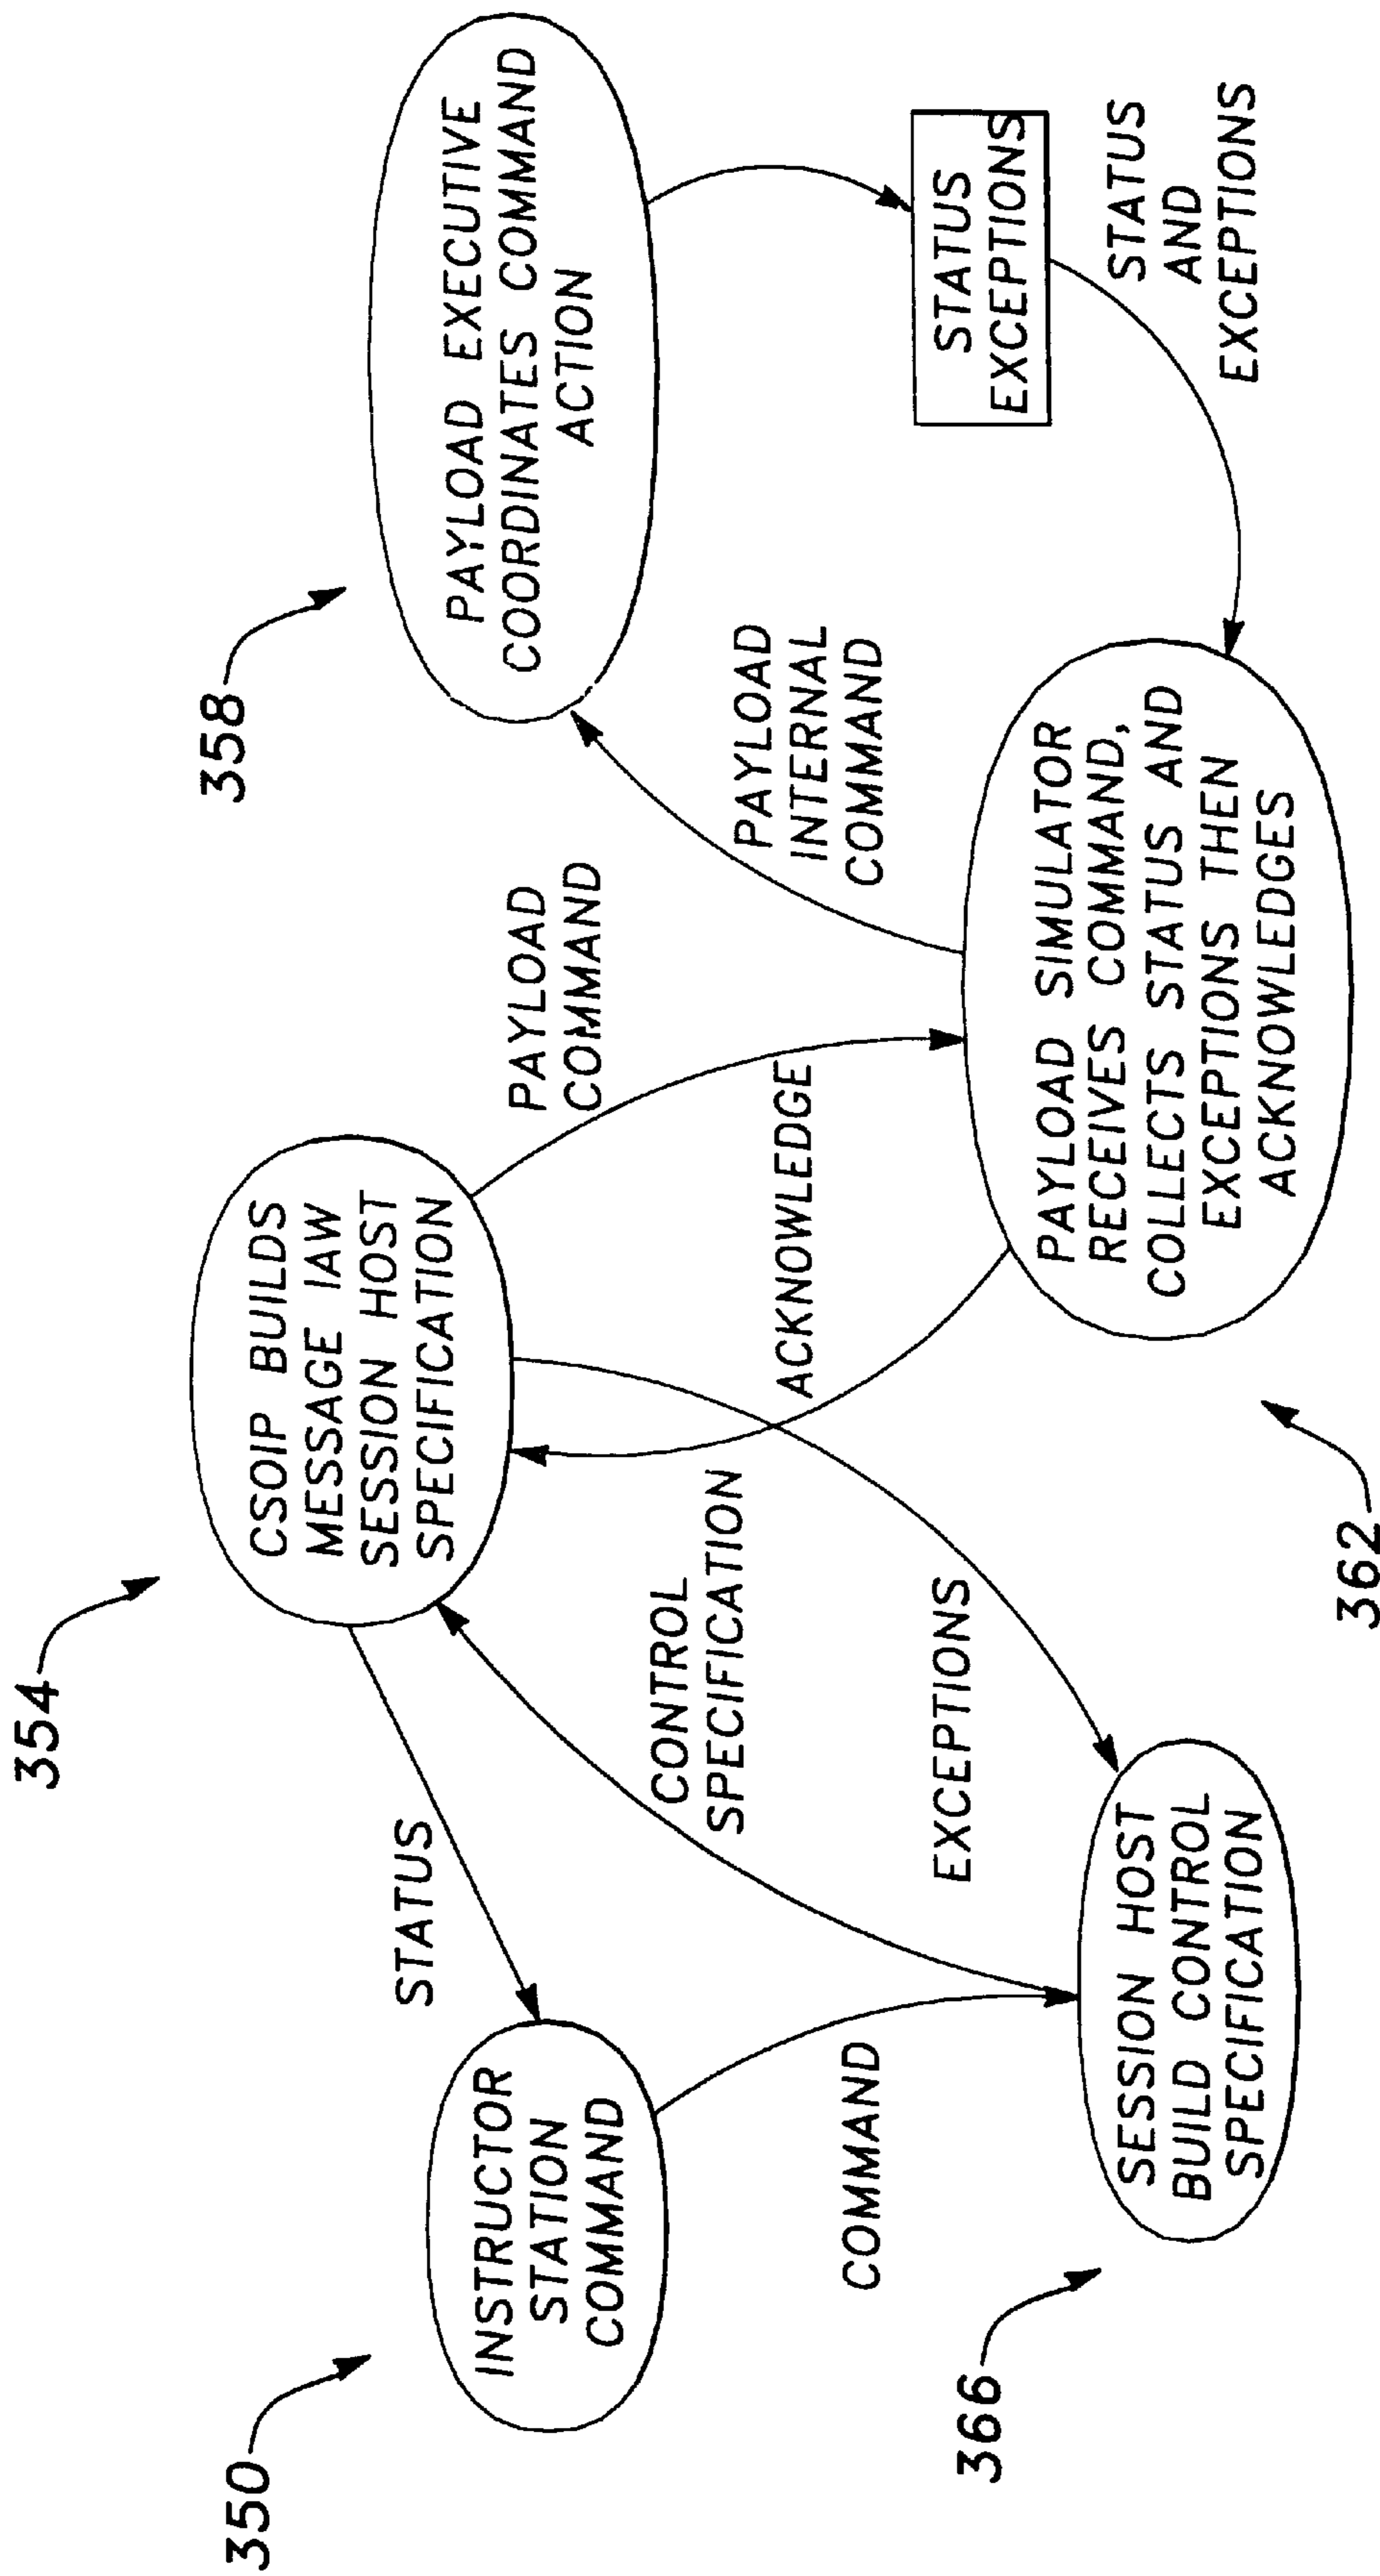 354
358
350
CSOIP BUILDS
MESSAGE IAW
SESSION HOST
SPECIFICATION
PAYLOAD EXECUTIVE
COORDINATES COMMAND
ACTION
STATUS
PAYLOAD
COMMAND
INSTRUCTOR
STATION
COMMAND
CONTROL
SPECIFICATION
ACKNOWLEDGE
PAYLOAD
INTERNAL
COMMAND
STATUS
EXCEPTIONS
COMMAND
EXCEPTIONS
STATUS
AND
EXCEPTIONS
366
SESSION HOST
BUILD CONTROL
SPECIFICATION
PAYLOAD SIMULATOR
RECEIVES COMMAND,
COLLECTS STATUS AND
EXCEPTIONS THEN
ACKNOWLEDGES
362